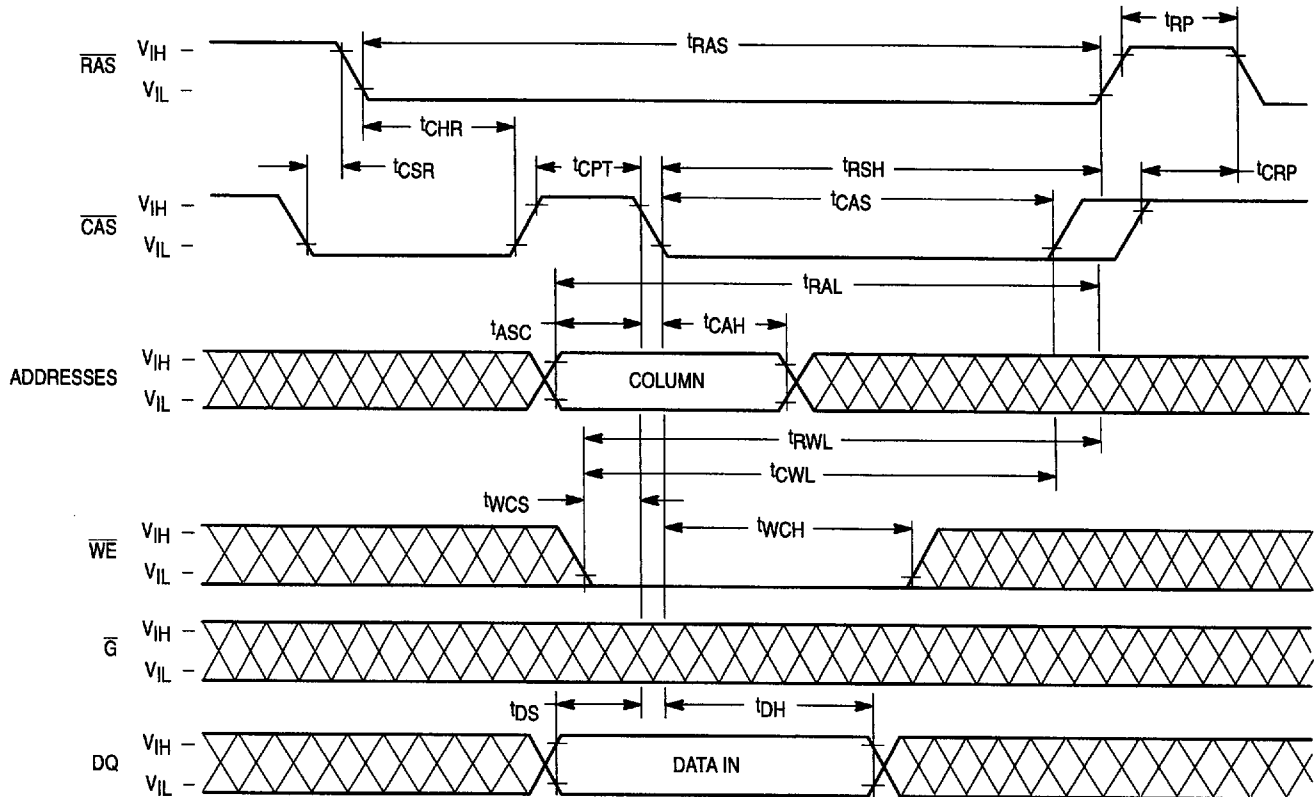 tRP
tRAS
RAS
VIH
VIL
tCHR
tCSR
tCPT
tRSH
tCRP
tCAS
CAS
VIH
VIL
tRAL
tASC
tCAH
ADDRESSES
VIH
VIL
COLUMN
tRWL
tCWL
tWCS
tWCH
WE
VIH
VIL
G
VIH
VIL
tDS
tDH
DQ
VIH
VIL
DATA IN